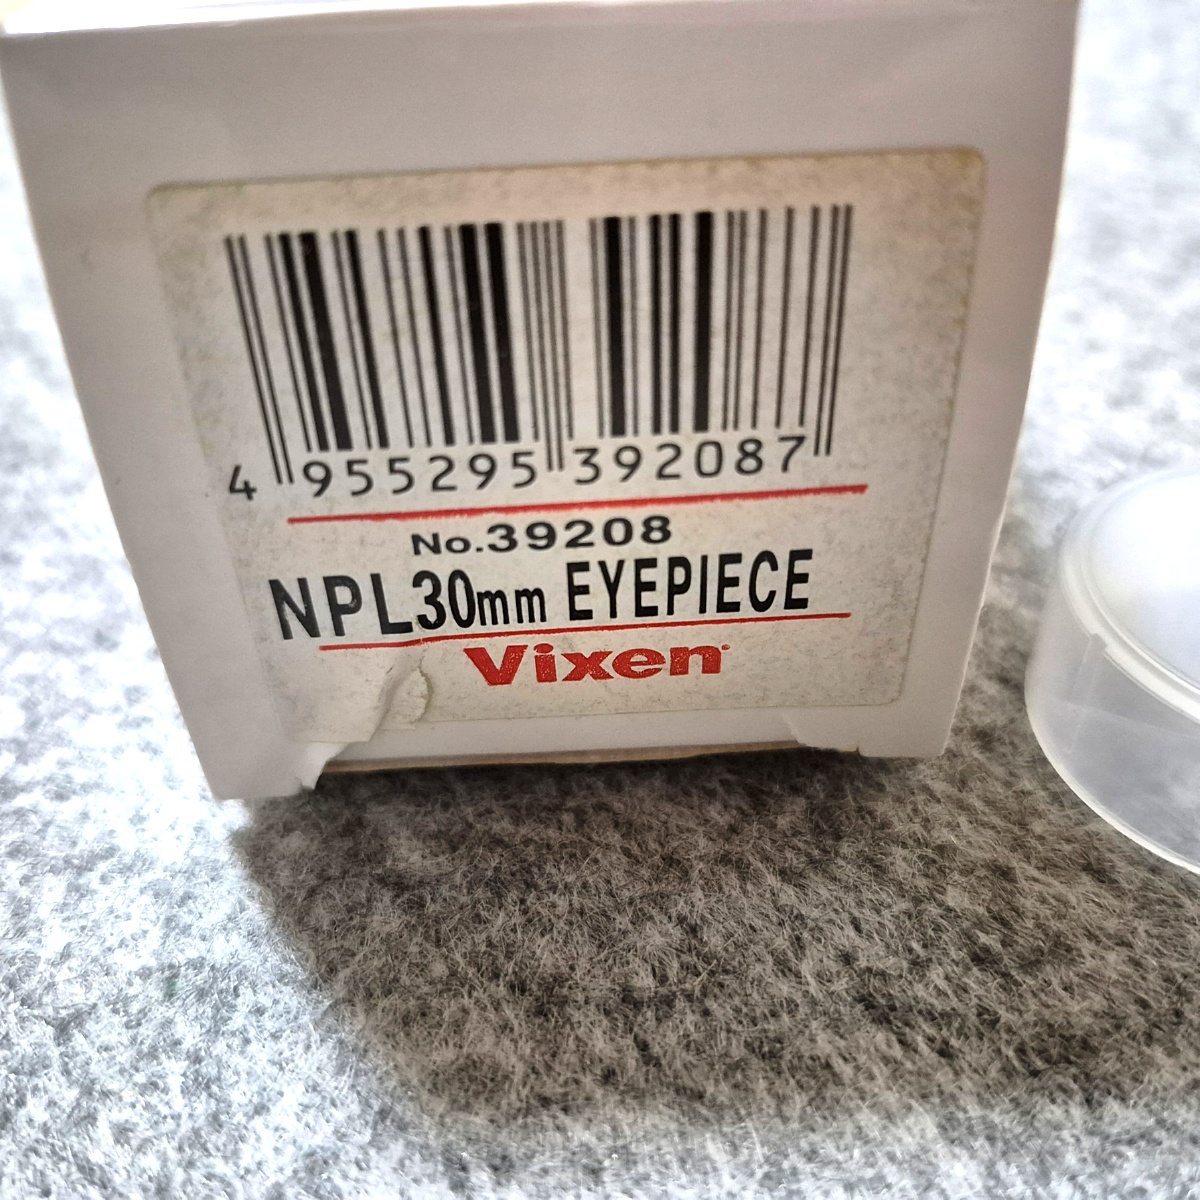 4 955295 392087
No.39208
NPL30mm EYEPIECE
Vixen